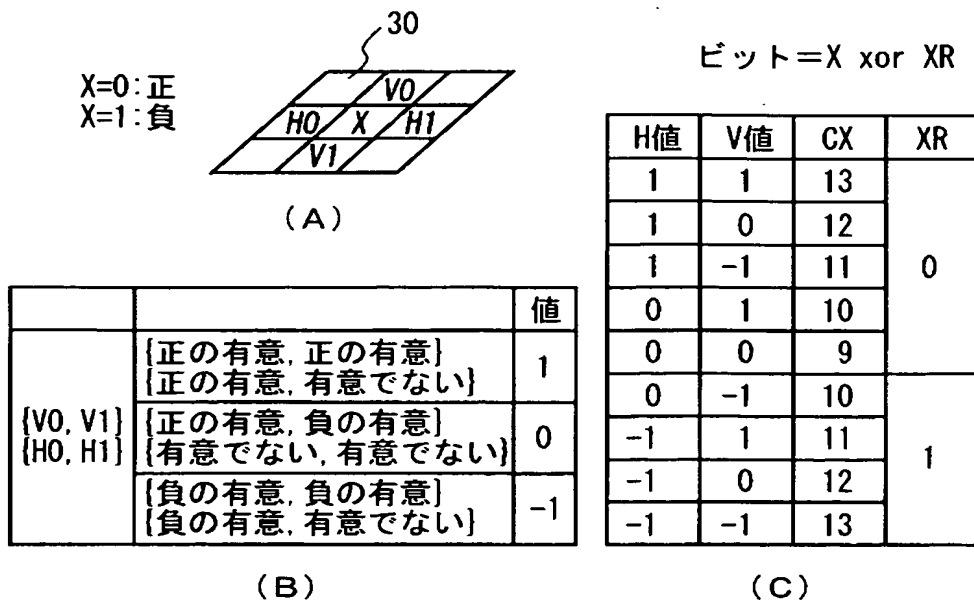 30
X=0:正
X=1:負
V0
H0 X H1
V1
(A)
ビット=X xor XR
値
{V0, V1}
{H0, H1}
{正の有意, 正の有意}
{正の有意, 有意でない}
1
{正の有意, 負の有意}
{有意でない, 有意でない}
0
{負の有意, 負の有意}
{負の有意, 有意でない}
-1
(B)
H値 V値 CX XR
1 1 13
1 0 12
1 -1 11 0
0 1 10
0 0 9
0 -1 10
-1 1 11 1
-1 0 12
-1 -1 13
(C)